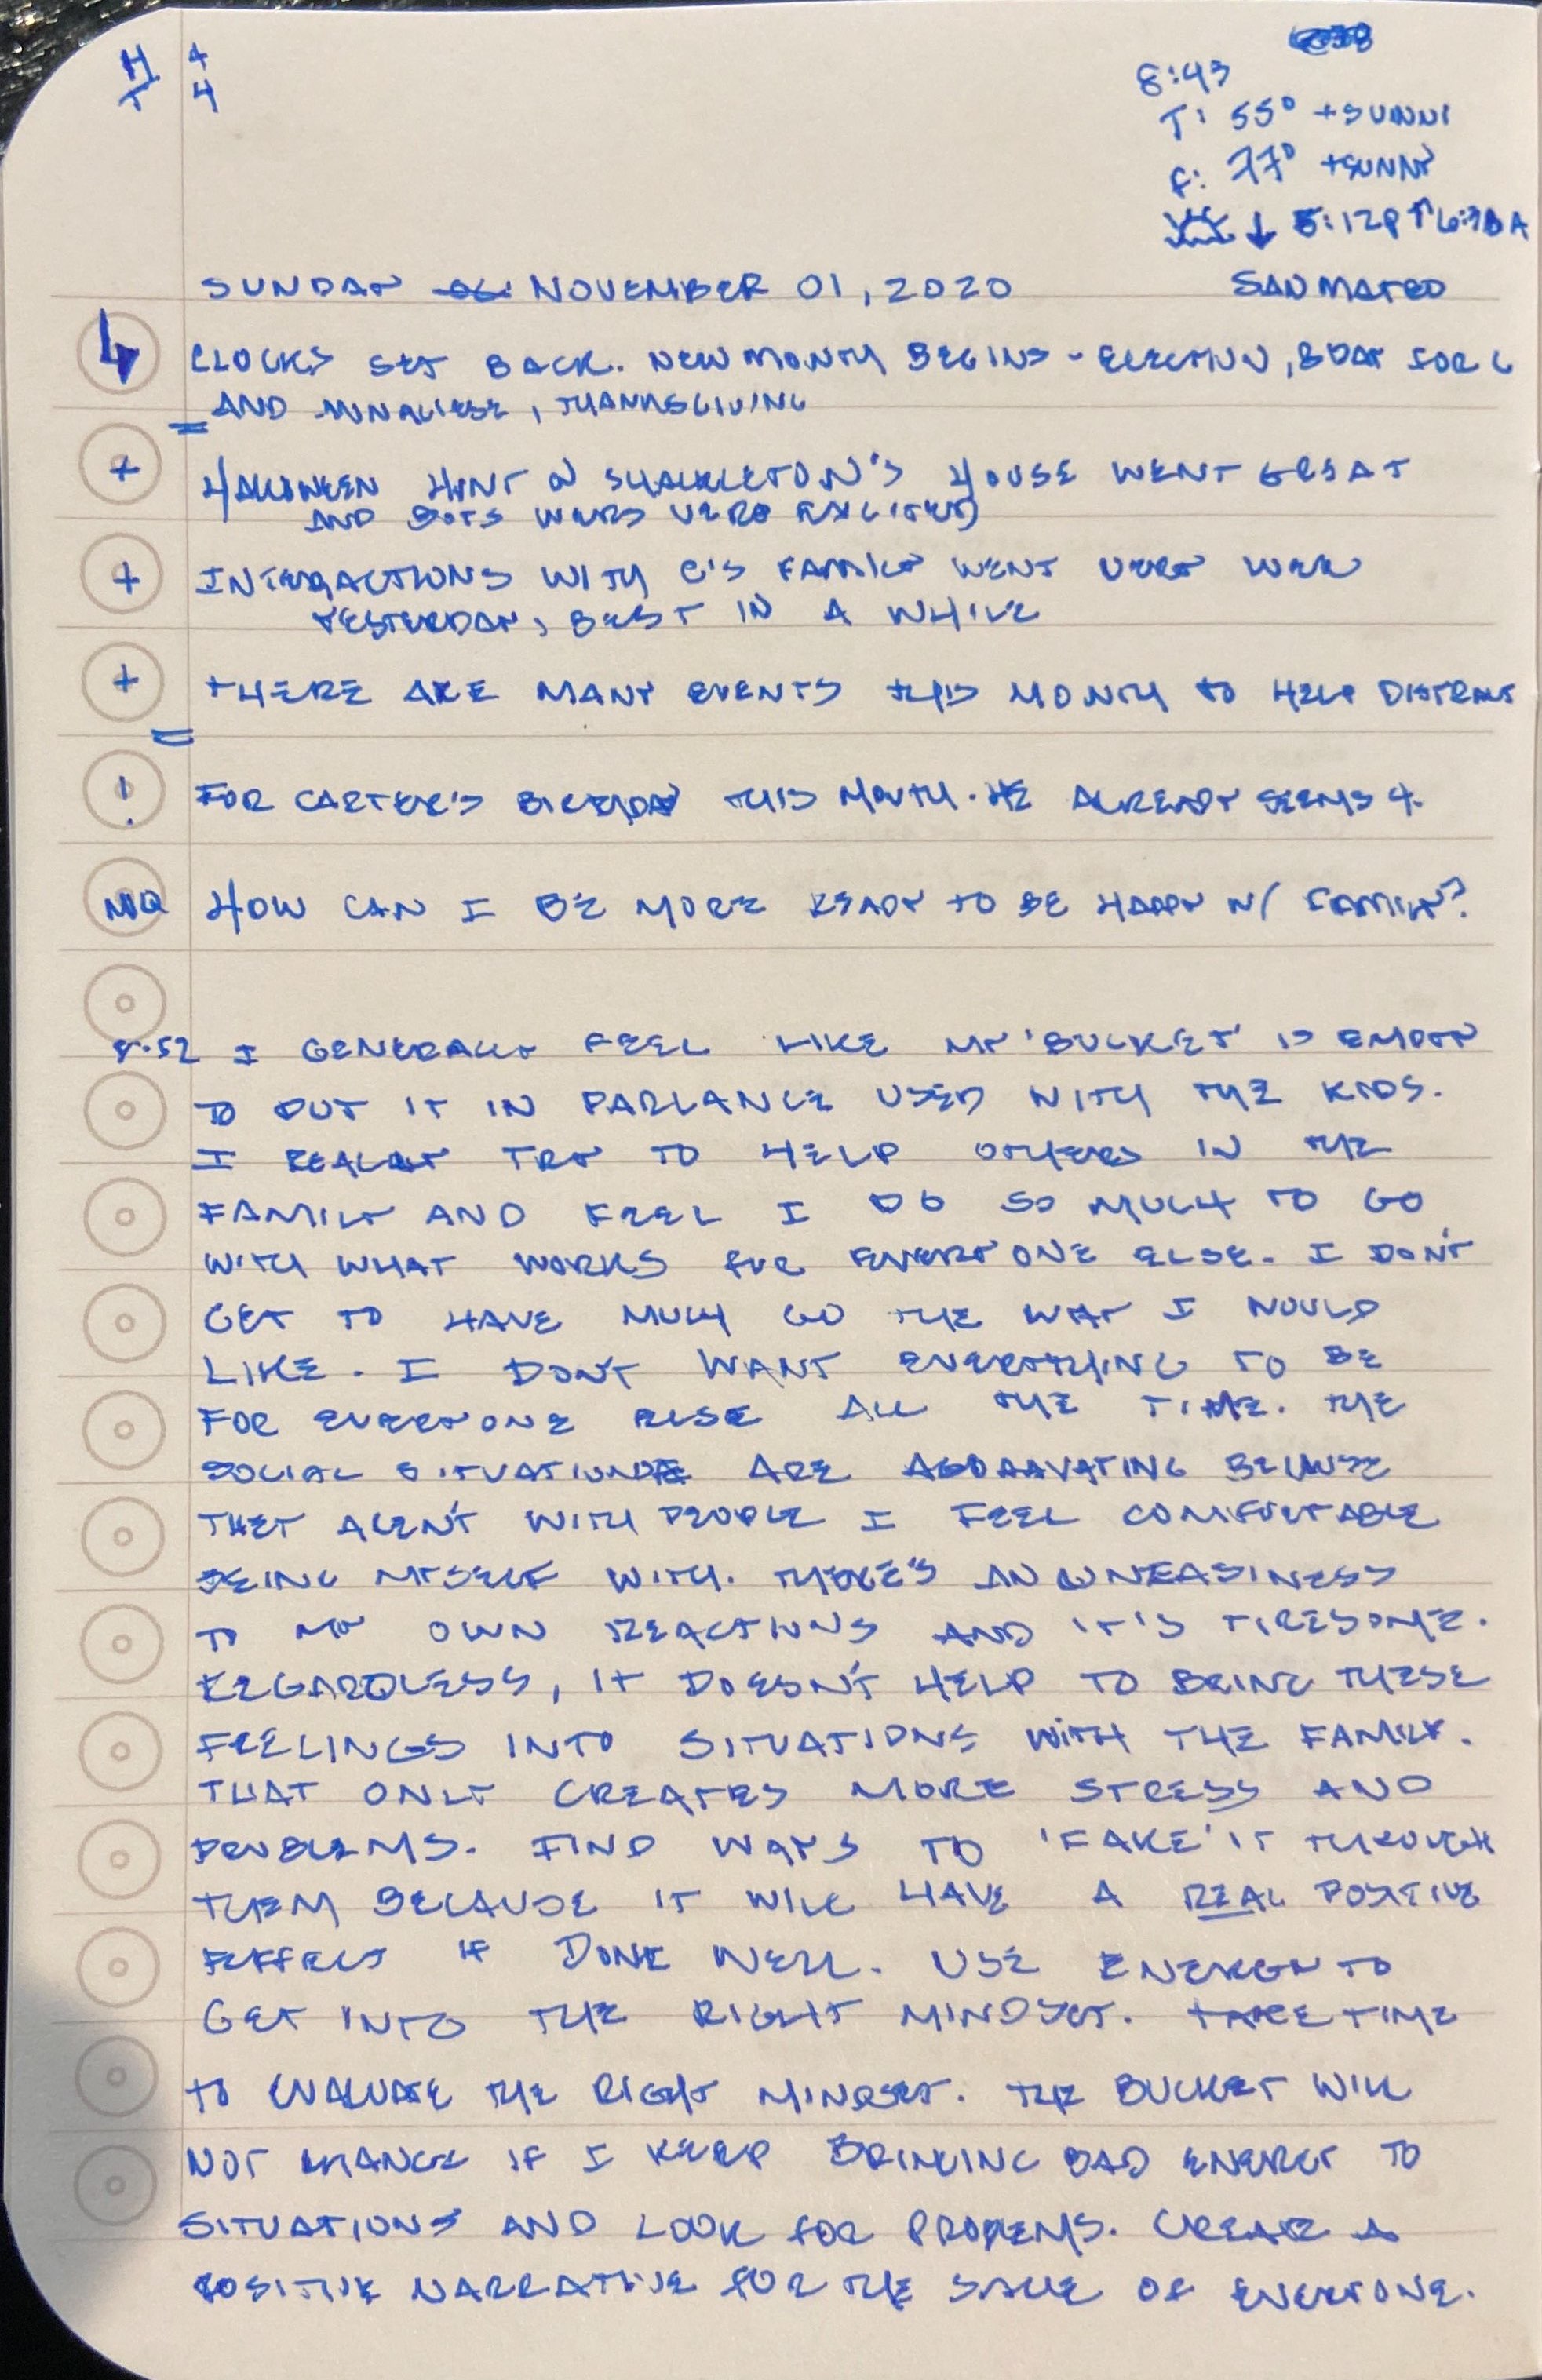 H +
T 4
8:43
T: 55° + SUNNY
F: 77° + SUNNY
↓ 5:12P ↑ 6:38A
SUNDAY NOVEMBER 01, 2020 SAN MATEO
CLOCKS SET BACK. NEW MONTH BEGINS - ELECTION, BOAT FOR C
AND, THANKSGIVING
+ HALLOWEEN HUNT @ SHACKLETON'S HOUSE WENT GREAT
AND BOYS WERE VERY EXCITED
+ INTERACTIONS WITH C'S FAMILY WENT VERY WELL
YESTERDAY, BEST IN A WHILE
+ THERE ARE MANY EVENTS THIS MONTH TO HELP DISTRACT
! FOR CARTER'S BIRTHDAY THIS MONTH. HE ALREADY SEEMS 4.
MQ HOW CAN I BE MORE READY TO BE HAPPY W/ FAMILY?
8:52 I GENERALLY FEEL LIKE MY 'BUCKET' IS EMPTY
TO PUT IT IN PARLANCE USED WITH THE KIDS.
I REALLY TRY TO HELP OTHERS IN THE
FAMILY AND FEEL I DO SO MUCH TO GO
WITH WHAT WORKS FOR EVERYONE ELSE. I DON'T
GET TO HAVE MUCH GO THE WAY I WOULD
LIKE. I DON'T WANT EVERYTHING TO BE
FOR EVERYONE ELSE ALL THE TIME. THE
SOCIAL SITUATIONS ARE AGGRAVATING BECAUSE
THEY AREN'T WITH PEOPLE I FEEL COMFORTABLE
BEING MYSELF WITH. THERE'S AN UNEASINESS
TO MY OWN REACTIONS AND IT'S TIRESOME.
REGARDLESS, IT DOESN'T HELP TO BRING THESE
FEELINGS INTO SITUATIONS WITH THE FAMILY.
THAT ONLY CREATES MORE STRESS AND
PROBLEMS. FIND WAYS TO 'FAKE' IT THROUGH
THEM BECAUSE IT WILL HAVE A REAL POSITIVE
EFFECT IF DONE WELL. USE ENERGY TO
GET INTO THE RIGHT MINDSET. TAKE TIME
TO EVALUATE THE RIGHT MINDSET. THE BUCKET WILL
NOT CHANGE IF I KEEP BRINGING BAD ENERGY TO
SITUATIONS AND LOOK FOR PROBLEMS. CREATE A
POSITIVE NARRATIVE FOR THE SAKE OF EVERYONE.